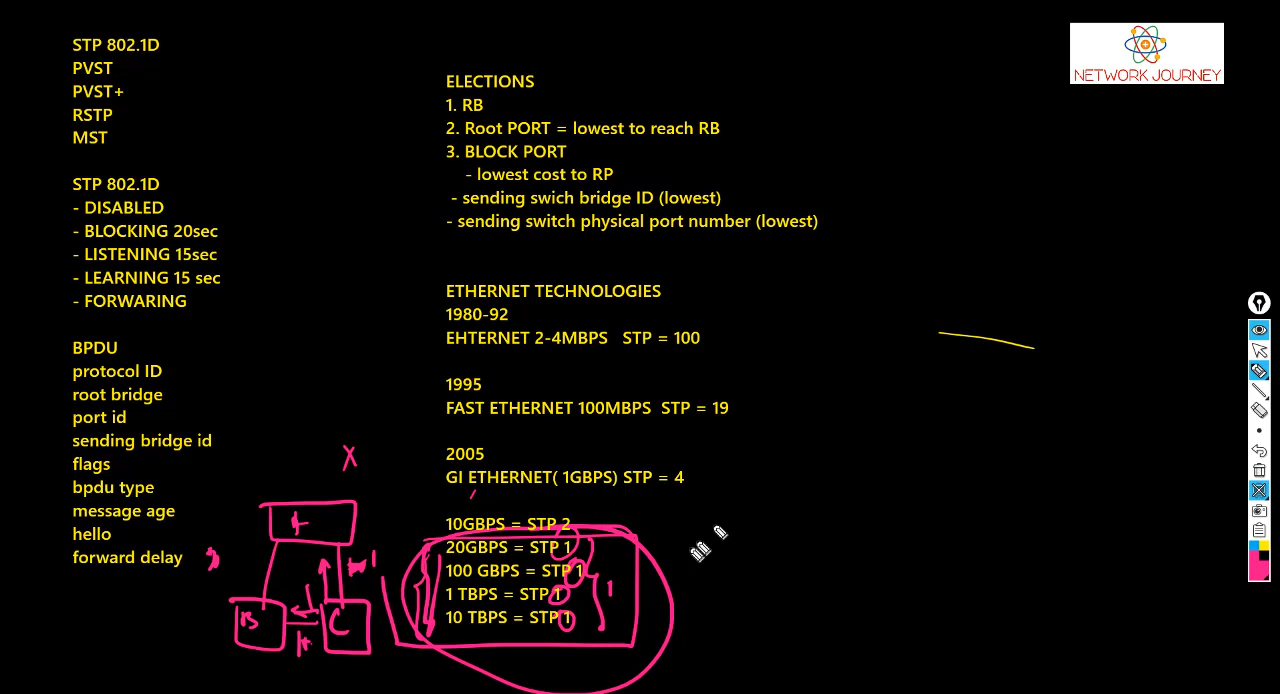 STP 802.1D
PVST
PVST+
RSTP
MST
STP 802.1D
- DISABLED
- BLOCKING 20sec
- LISTENING 15sec
- LEARNING 15 sec
- FORWARING
BPDU
protocol ID
root bridge
port id
sending bridge id
flags
bpdu type
message age
hello
forward delay
ELECTIONS
1. RB
2. Root PORT = lowest to reach RB
3. BLOCK PORT
- lowest cost to RP
- sending swich bridge ID (lowest)
- sending switch physical port number (lowest)
ETHERNET TECHNOLOGIES
1980-92
EHTERNET 2-4MBPS STP = 100
1995
FAST ETHERNET 100MBPS STP = 19
2005
GI ETHERNET( 1GBPS) STP = 4
10GBPS = STP 2
20GBPS = STP 1
100 GBPS = STP 1
1 TBPS = STP 1
10 TBPS = STP 1
1
X
B
C
NETWORK JOURNEY